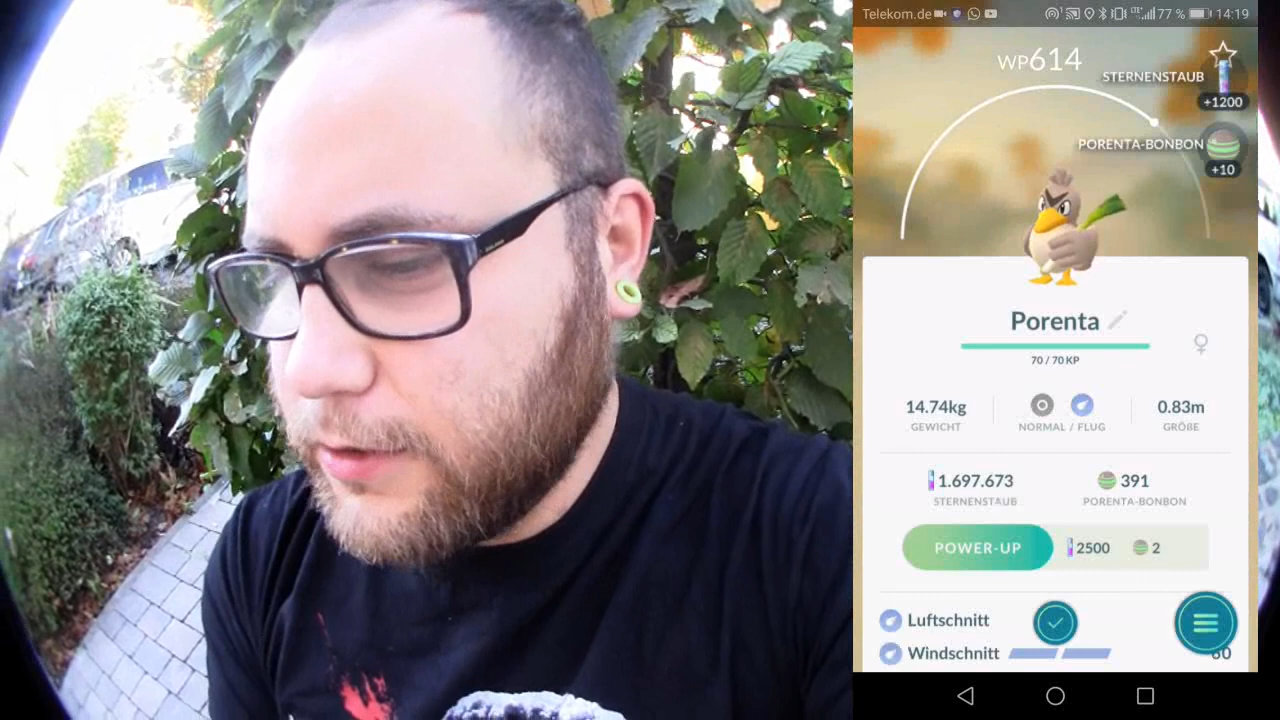 Telekom.de 77 % 14:19
WP614
STERNENSTAUB
+1200
PORENTA-BONBON
+10
Porenta
70 / 70 KP
14.74kg 0.83m
GEWICHT NORMAL / FLUG GRÖßE
1.697.673 391
STERNENSTAUB PORENTA-BONBON
POWER-UP 2500 2
Luftschnitt
Windschnitt 60